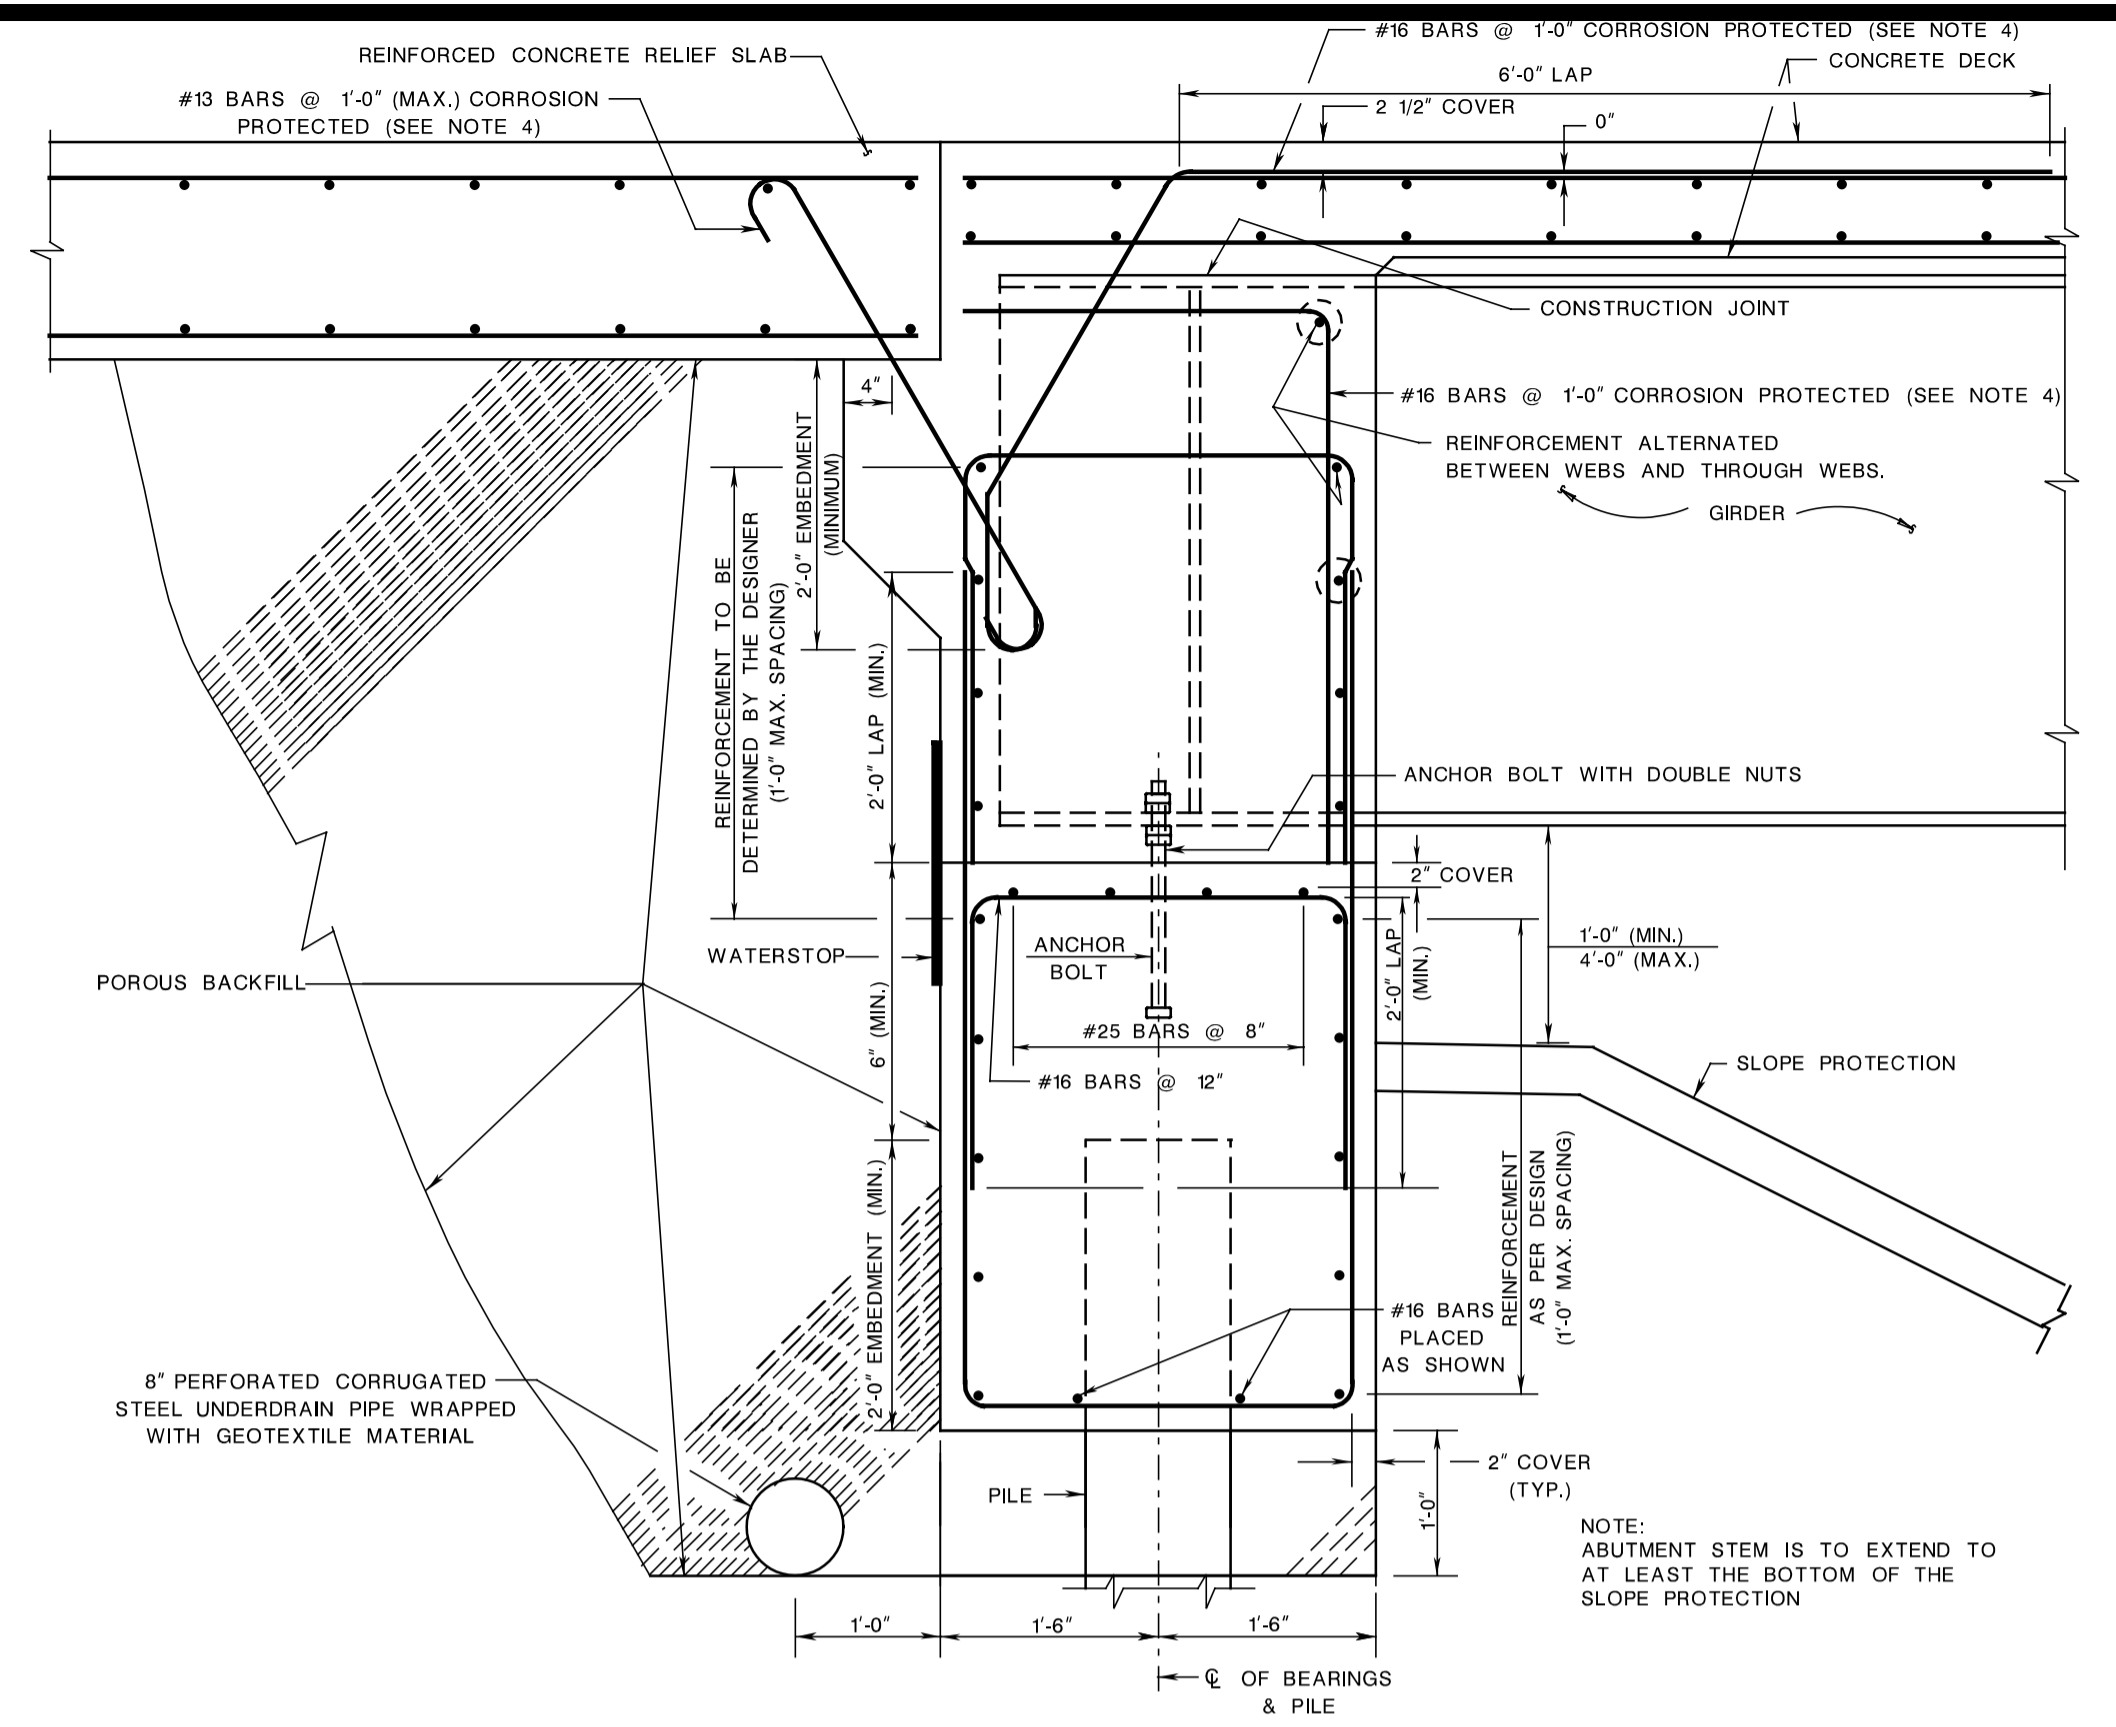 #16 BARS @ 1'-0" CORROSION PROTECTED (SEE NOTE 4)
REINFORCED CONCRETE RELIEF SLAB
CONCRETE DECK
6'-0" LAP
#13 BARS @ 1'-0" (MAX.) CORROSION
PROTECTED (SEE NOTE 4)
2 1/2" COVER
0"
CONSTRUCTION JOINT
4"
#16 BARS @ 1'-0" CORROSION PROTECTED (SEE NOTE 4)
REINFORCEMENT ALTERNATED
BETWEEN WEBS AND THROUGH WEBS.
GIRDER
2'-0" EMBEDMENT
(MINIMUM)
REINFORCEMENT TO BE
DETERMINED BY THE DESIGNER
(1'-0" MAX. SPACING)
2'-0" LAP (MIN.)
ANCHOR BOLT WITH DOUBLE NUTS
2" COVER
WATERSTOP
ANCHOR
BOLT
2'-0" LAP
(MIN.)
1'-0" (MIN.)
4'-0" (MAX.)
POROUS BACKFILL
6" (MIN.)
#25 BARS @ 8"
#16 BARS @ 12"
SLOPE PROTECTION
2'-0" EMBEDMENT (MIN.)
REINFORCEMENT
AS PER DESIGN
(1'-0" MAX. SPACING)
#16 BARS
PLACED
AS SHOWN
8" PERFORATED CORRUGATED
STEEL UNDERDRAIN PIPE WRAPPED
WITH GEOTEXTILE MATERIAL
2" COVER
(TYP.)
PILE
1'-0"
NOTE:
ABUTMENT STEM IS TO EXTEND TO
AT LEAST THE BOTTOM OF THE
SLOPE PROTECTION
1'-0"
1'-6"
1'-6"
℄ OF BEARINGS
& PILE